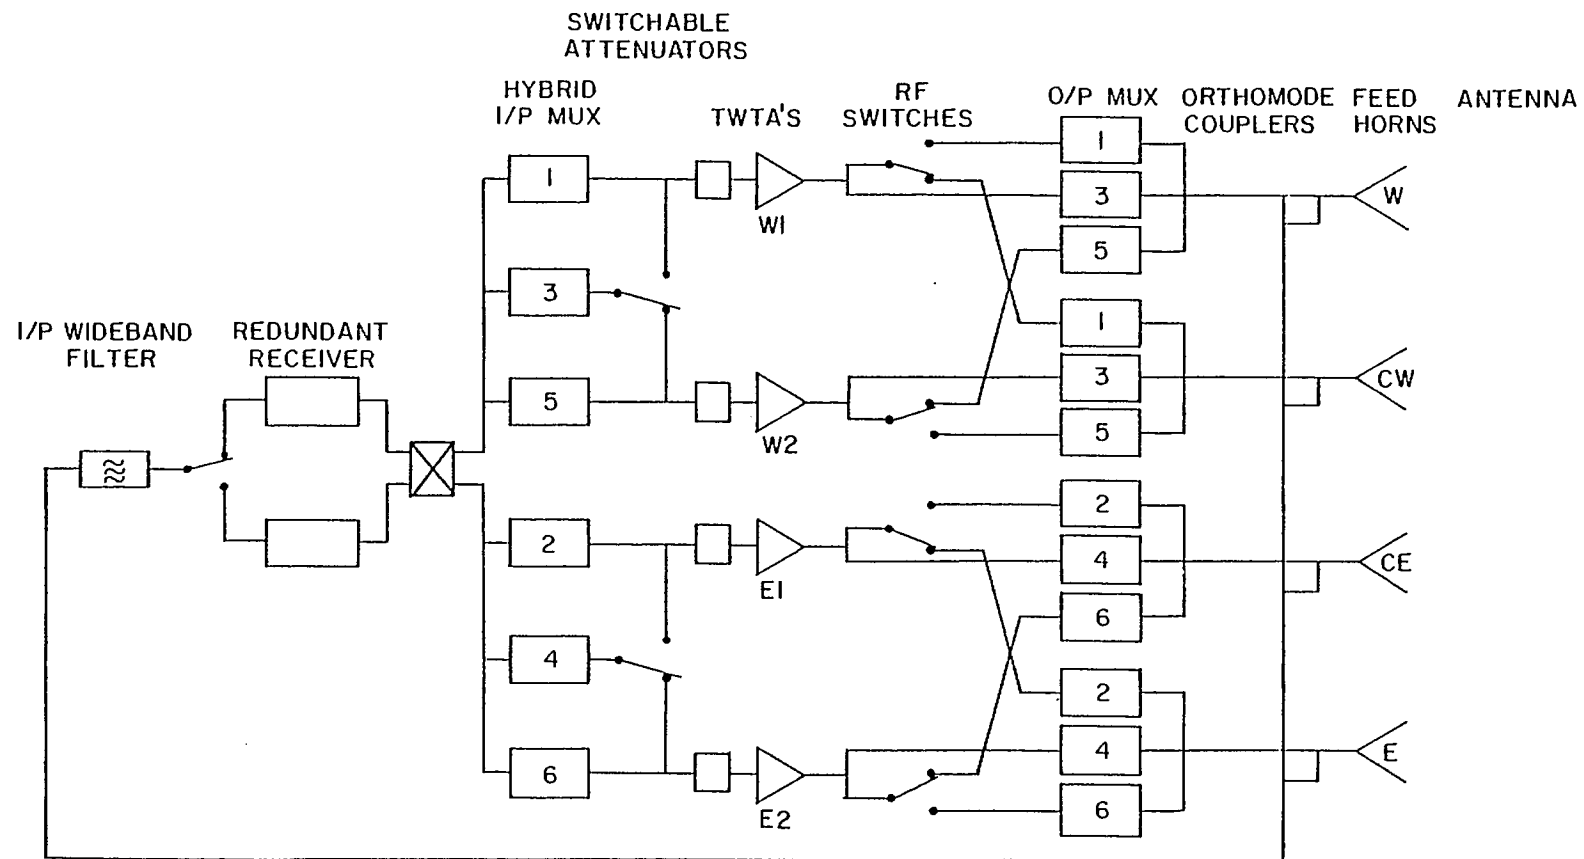 SWITCHABLE
ATTENUATORS
HYBRID
I/P MUX
TWTA'S
RF
SWITCHES
O/P MUX
ORTHOMODE
COUPLERS
FEED
HORNS
ANTENNA
I/P WIDEBAND
FILTER
REDUNDANT
RECEIVER
1
3
5
2
4
6
W1
W2
E1
E2
1
3
5
1
3
5
2
4
6
2
4
6
W
CW
CE
E